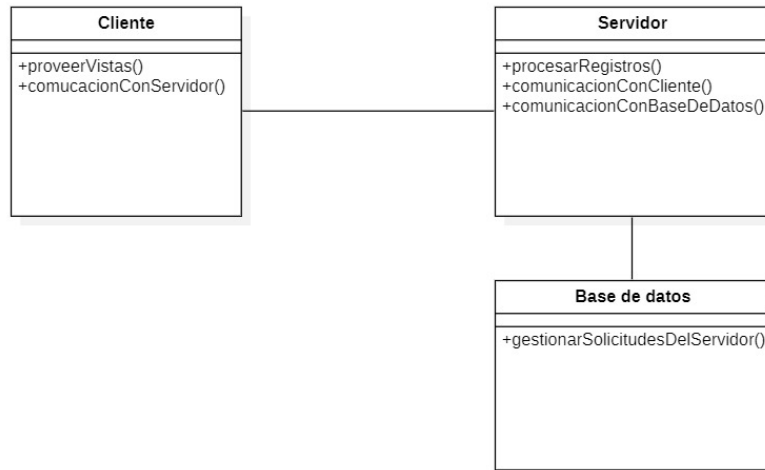 Cliente
+proveerVistas()
+comucacionConServidor()
Servidor
+procesarRegistros()
+comunicacionConCliente()
+comunicacionConBaseDeDatos()
Base de datos
+gestionarSolicitudesDelServidor()